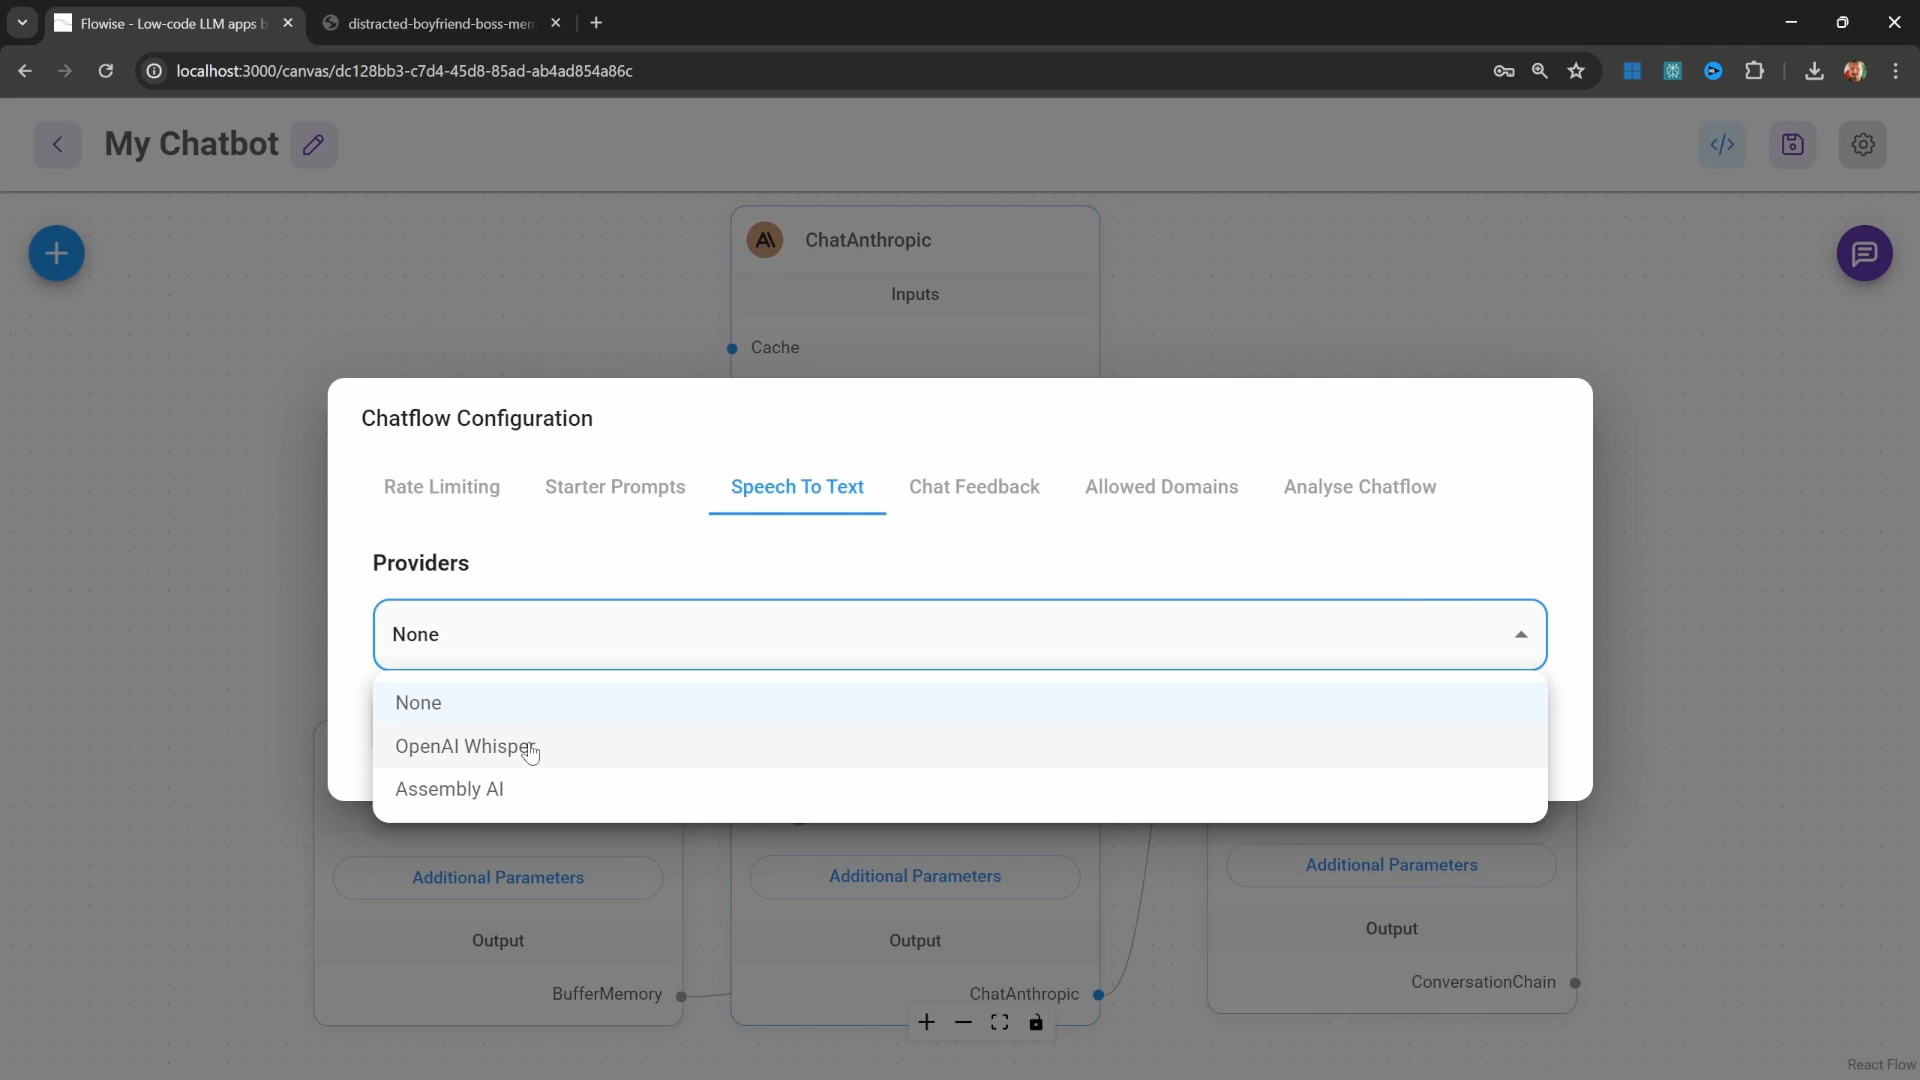 Flowise - Low-code LLM apps b
distracted-boyfriend-boss-mem
localhost:3000/canvas/dc128bb3-c7d4-45d8-85ad-ab4ad854a86c
My Chatbot
ChatAnthropic
Inputs
Cache
Chatflow Configuration
Rate Limiting
Starter Prompts
Speech To Text
Chat Feedback
Allowed Domains
Analyse Chatflow
Providers
None
None
OpenAI Whisper
Assembly AI
Additional Parameters
Additional Parameters
Additional Parameters
Output
Output
Output
BufferMemory
ChatAnthropic
ConversationChain
React Flow